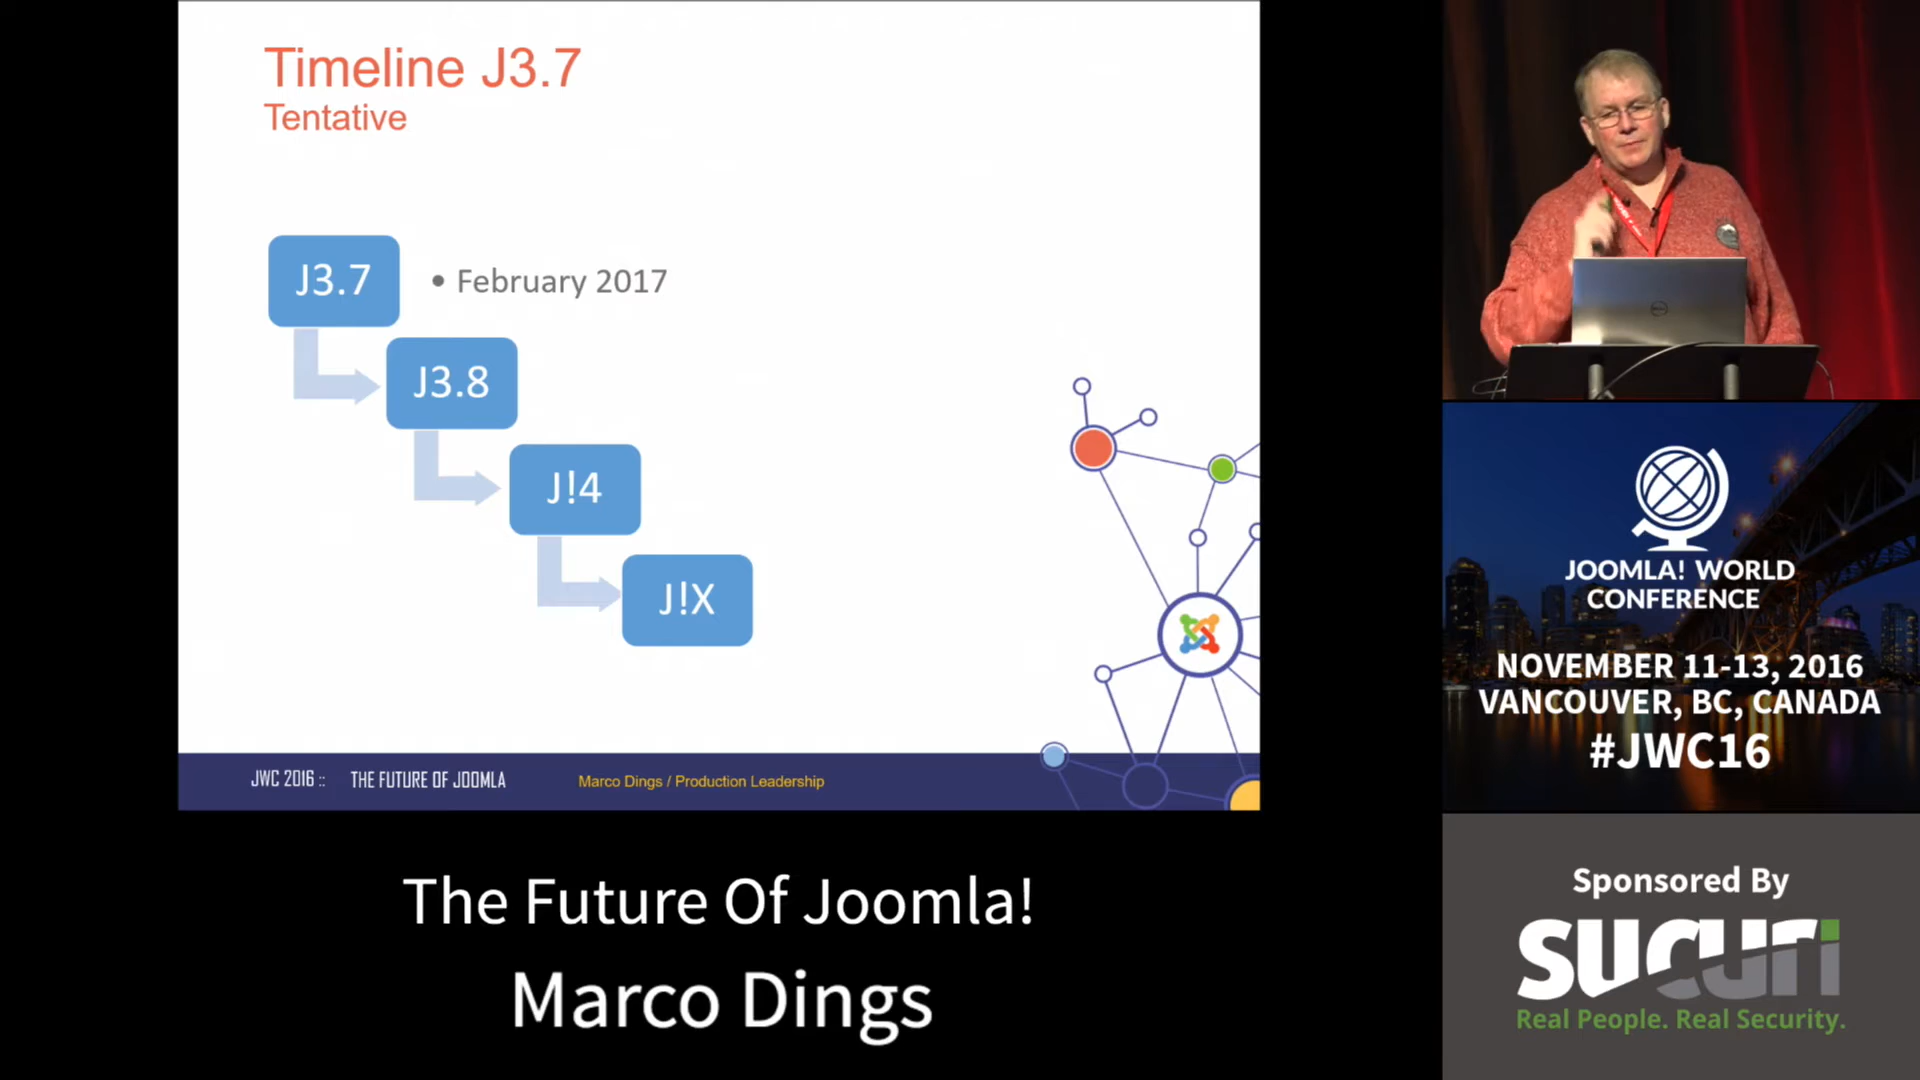 Timeline J3.7
Tentative
J3.7
• February 2017
J3.8
J!4
J!X
JWC 2016 ::
THE FUTURE OF JOOMLA
Marco Dings / Production Leadership
The Future Of Joomla!
Marco Dings
JOOMLA! WORLD
CONFERENCE
NOVEMBER 11-13, 2016
VANCOUVER, BC, CANADA
#JWC16
Sponsored By
SUCURI
Real People. Real Security.